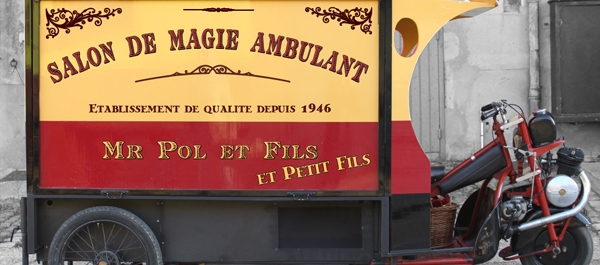 SALON DE MAGIE AMBULANT
ETABLISSEMENT DE QUALITE DEPUIS 1946
MR POL ET FILS
ET PETIT FILS